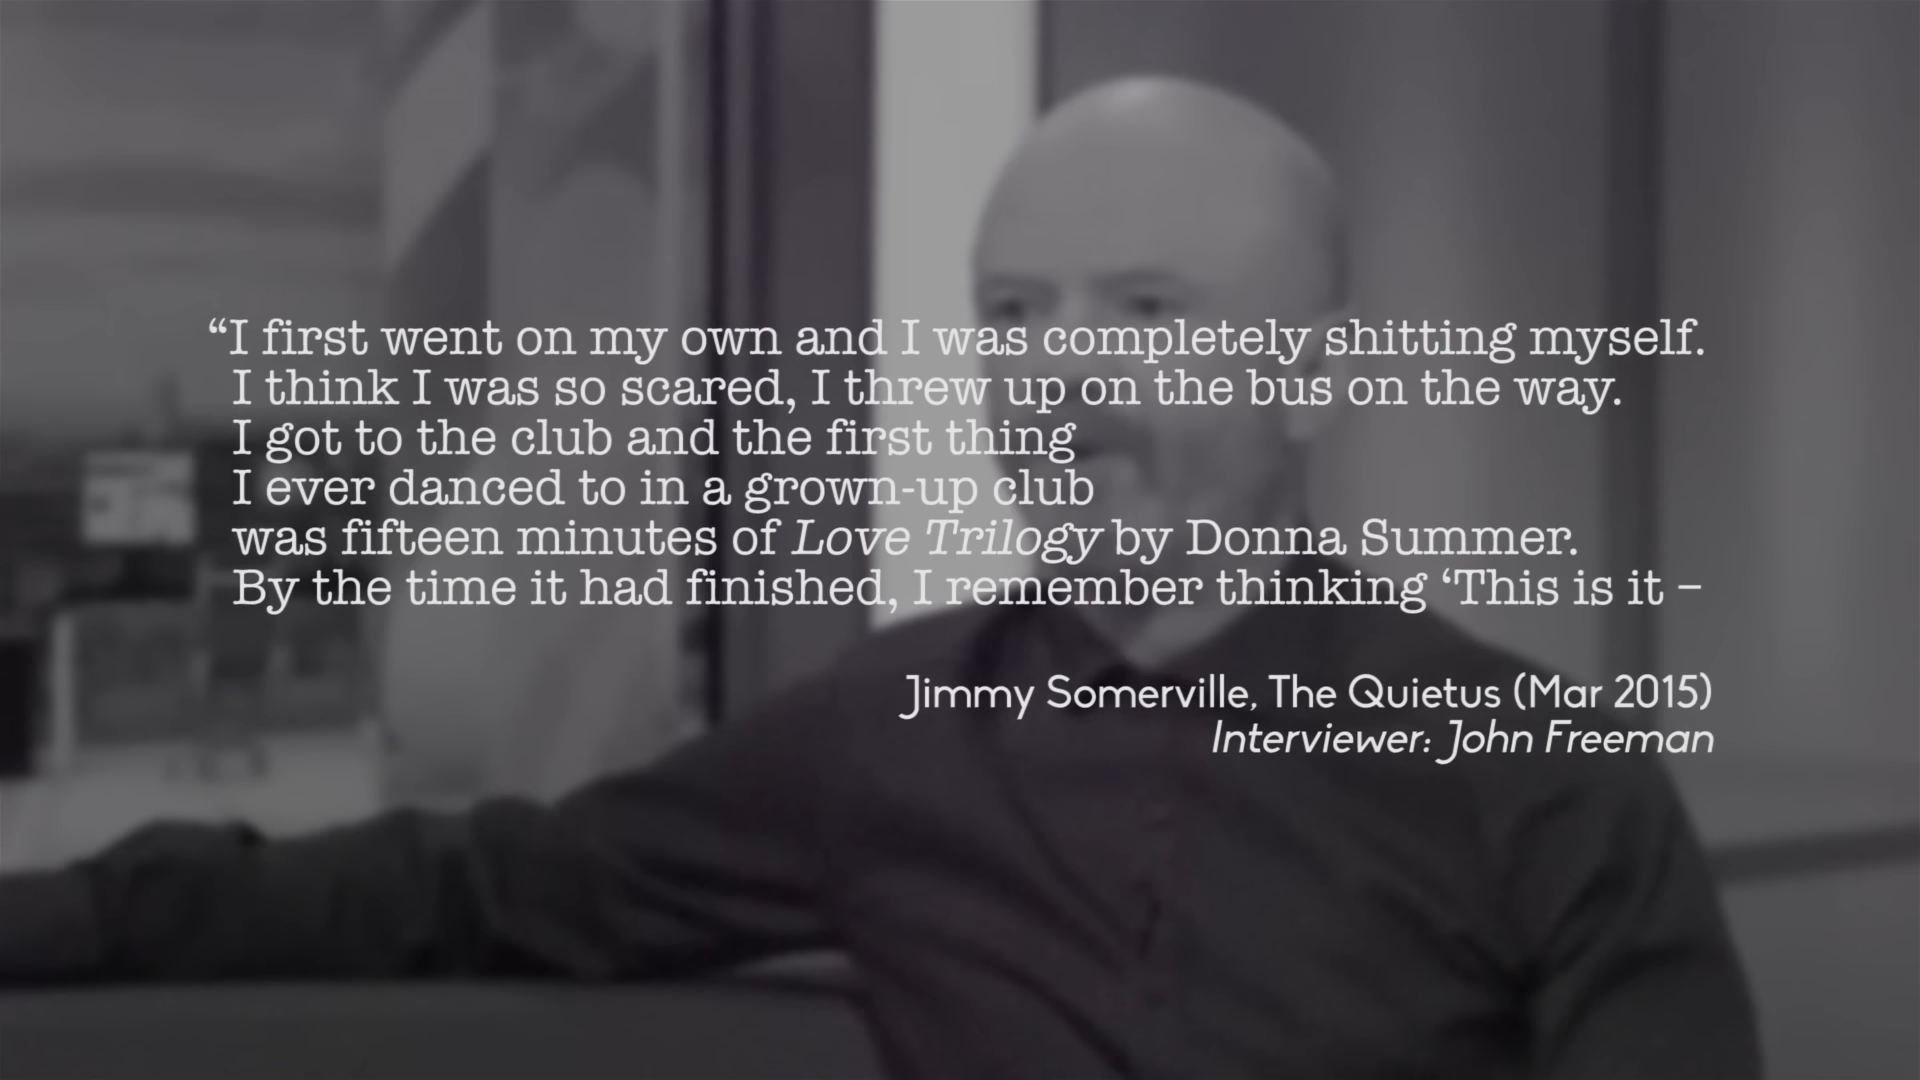 “I first went on my own and I was completely shitting myself.
I think I was so scared, I threw up on the bus on the way.
I got to the club and the first thing
I ever danced to in a grown-up club
was fifteen minutes of Love Trilogy by Donna Summer.
By the time it had finished, I remember thinking ‘This is it –
Jimmy Somerville, The Quietus (Mar 2015)
Interviewer: John Freeman